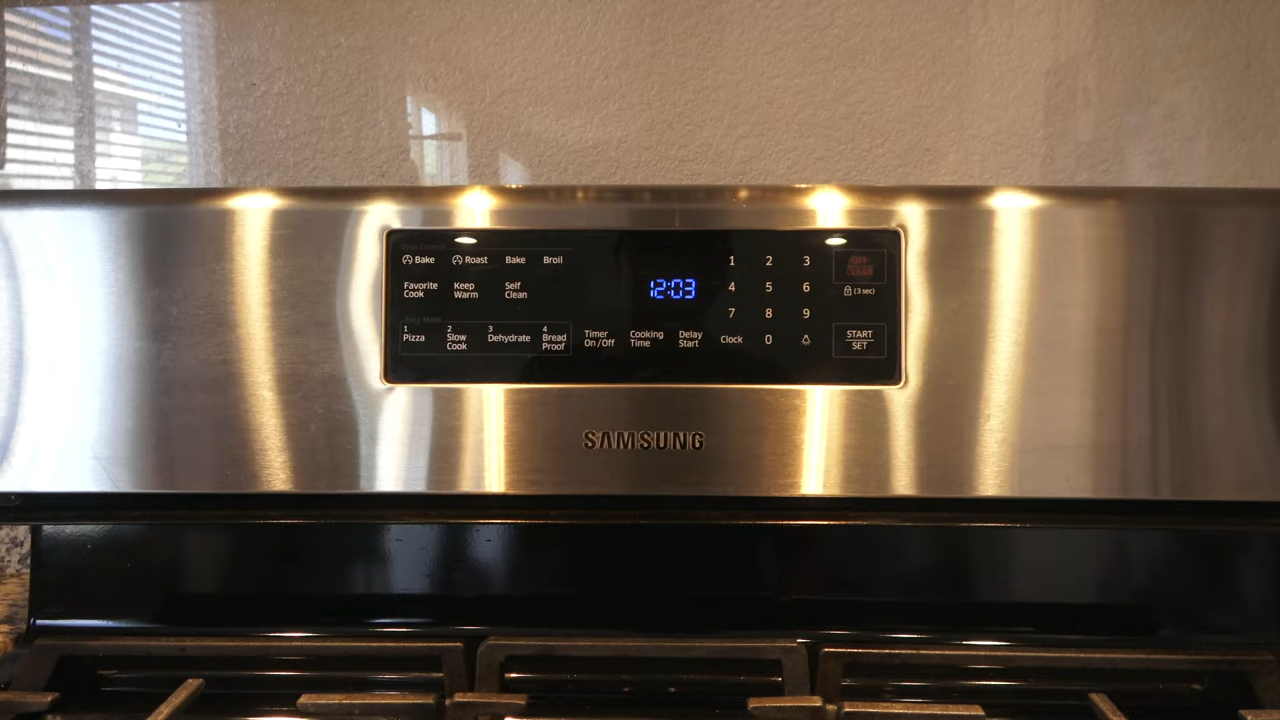 Oven Control
Bake Roast Bake Broil
Favorite Keep Self
Cook Warm Clean
Easy Mode
1 2 3 4
Pizza Slow Dehydrate Bread
Cook Proof
Timer Cooking Delay
On/Off Time Start
12:03
1 2 3
4 5 6
7 8 9
Clock 0
OFF
CLEAR
(3 sec)
START
SET
SAMSUNG